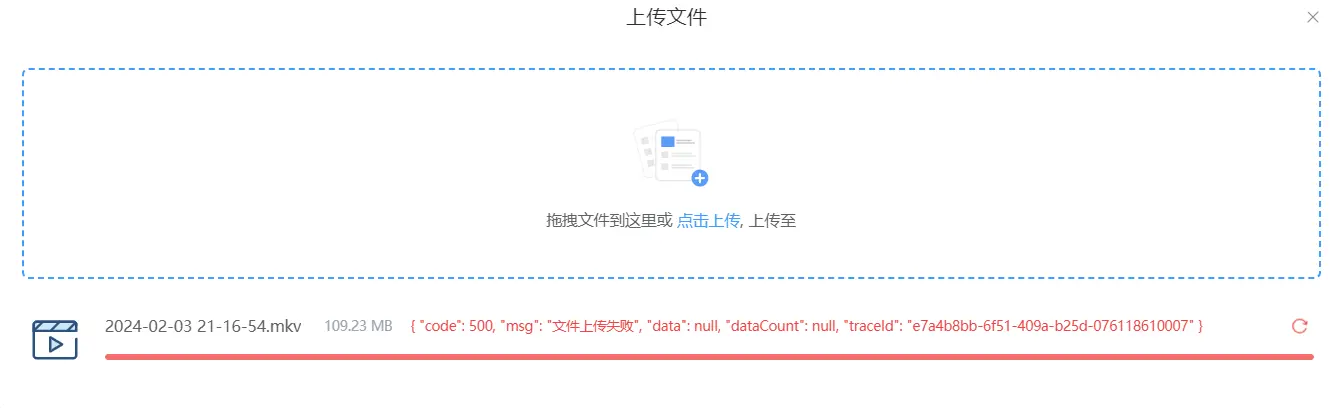 上传文件
拖拽文件到这里或 点击上传, 上传至
2024-02-03 21-16-54.mkv 109.23 MB { "code": 500, "msg": "文件上传失败", "data": null, "dataCount": null, "traceId": "e7a4b8bb-6f51-409a-b25d-076118610007" }